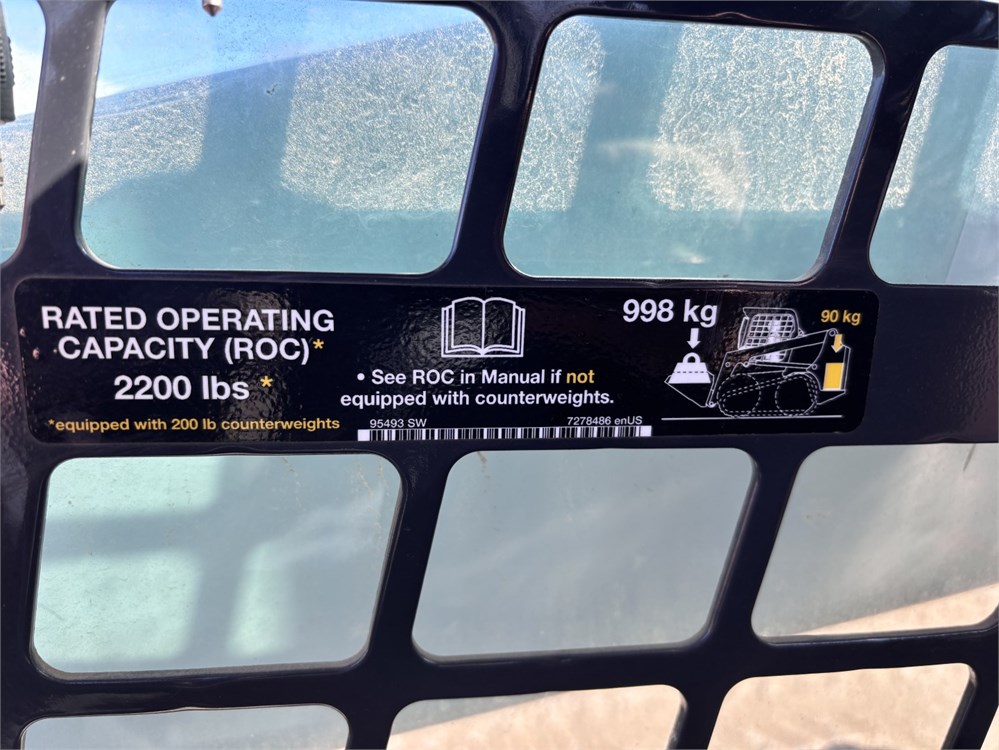 RATED OPERATING
CAPACITY (ROC)*
2200 lbs *
*equipped with 200 lb counterweights
• See ROC in Manual if not
equipped with counterweights.
95493 SW 7278486 enUS
998 kg
90 kg